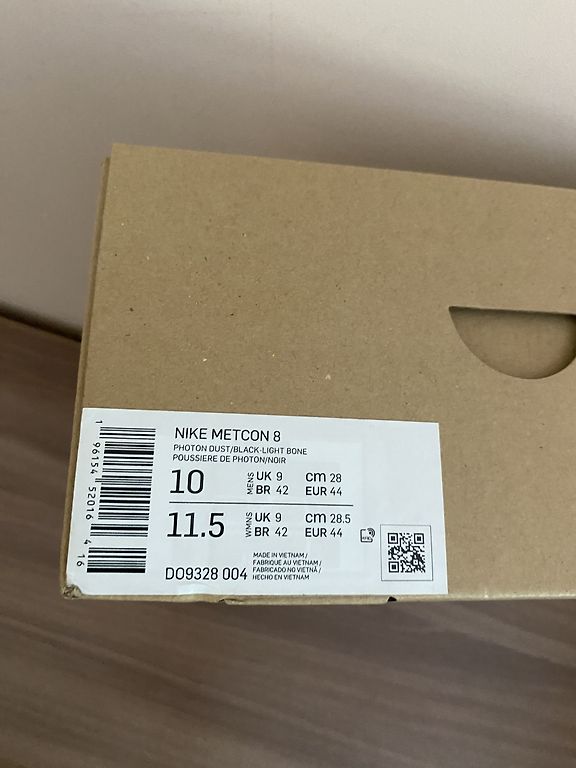 NIKE METCON 8
PHOTON DUST/BLACK-LIGHT BONE
POUSSIERE DE PHOTON/NOIR
10 MENS UK 9 cm 28
BR 42 EUR 44
11.5 WMNS UK 9 cm 28.5
BR 42 EUR 44
MADE IN VIETNAM /
FABRIQUE AU VIETNAM /
FABRICADO NO VIETNÃ /
HECHO EN VIETNAM
DO9328 004
1 96154 52016 4 16